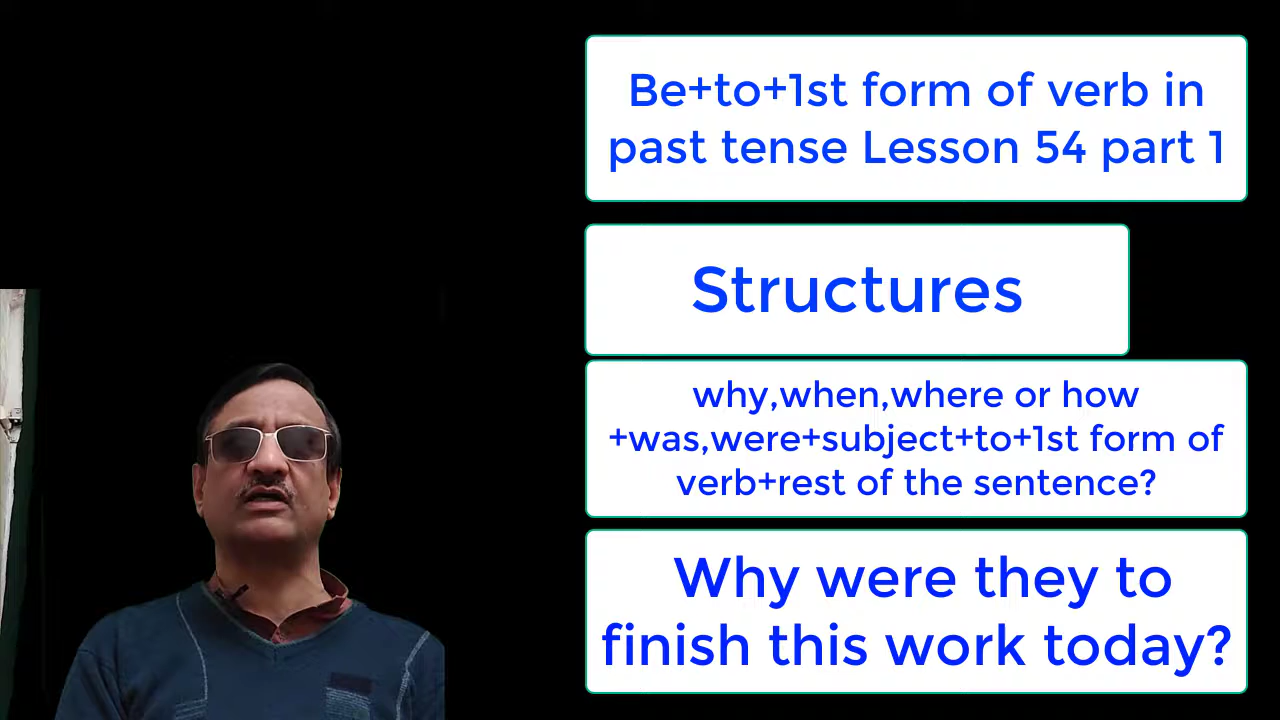 Be+to+1st form of verb in
past tense Lesson 54 part 1
Structures
why,when,where or how
+was,were+subject+to+1st form of
verb+rest of the sentence?
Why were they to
finish this work today?